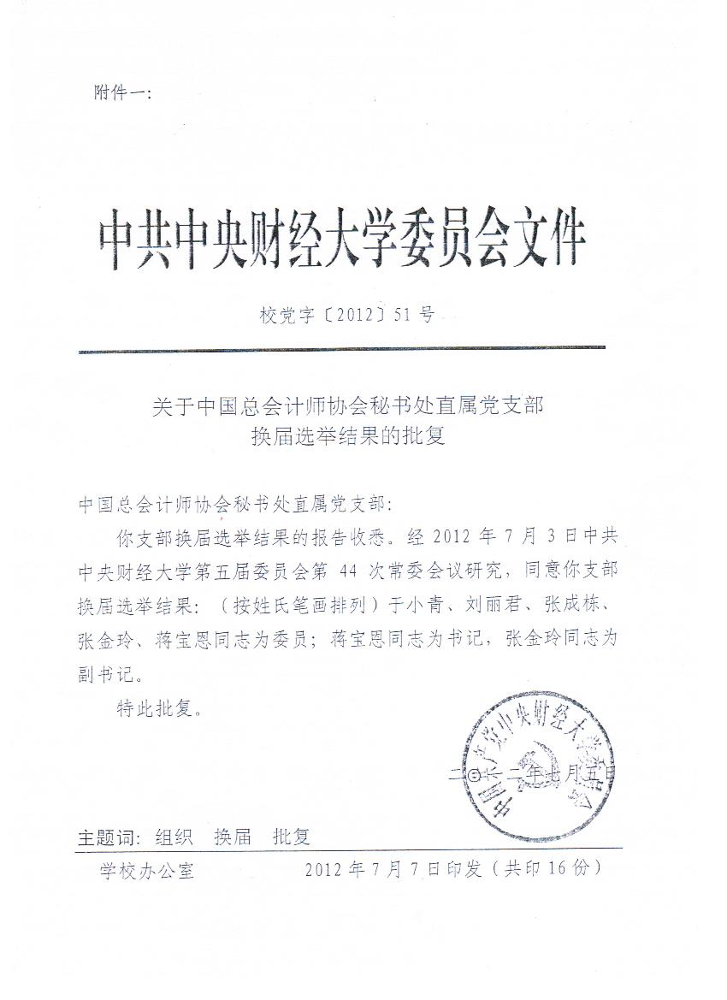 附件一：
中共中央财经大学委员会文件
校党字〔2012〕51号
关于中国总会计师协会秘书处直属党支部
换届选举结果的批复
中国总会计师协会秘书处直属党支部：
你支部换届选举结果的报告收悉。经 2012 年 7 月 3 日中共
中央财经大学第五届委员会第 44 次常委会议研究，同意你支部
换届选举结果：（按姓氏笔画排列）于小青、刘丽君、张成栋、
张金玲、蒋宝恩同志为委员；蒋宝恩同志为书记，张金玲同志为
副书记。
特此批复。
中国共产党中央财经大学委员会
二〇一二年七月五日
主题词：组织 换届 批复
学校办公室 2012 年 7 月 7 日印发（共印 16 份）